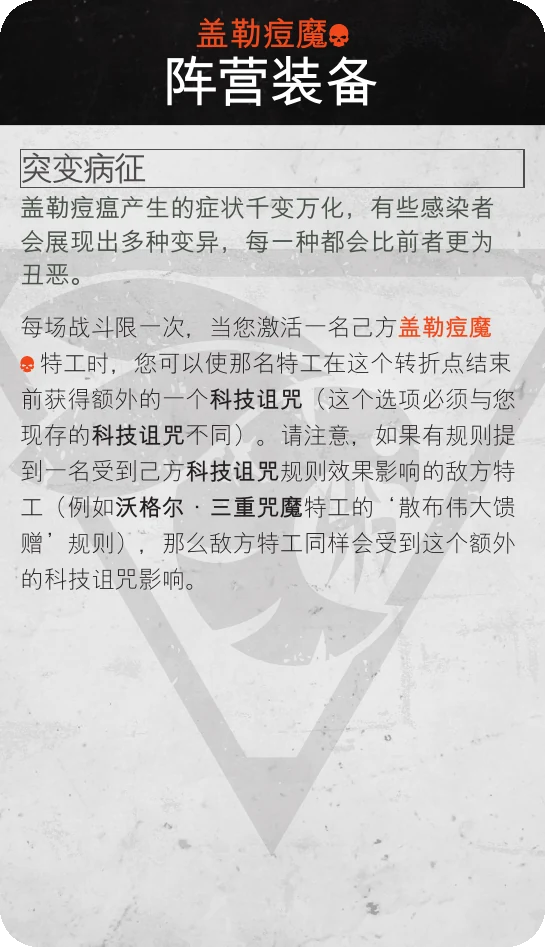 盖勒痘魔
阵营装备
突变病征
盖勒痘瘟产生的症状千变万化，有些感染者
会展现出多种变异，每一种都会比前者更为
丑恶。
每场战斗限一次，当您激活一名己方盖勒痘魔
特工时，您可以使那名特工在这个转折点结束
前获得额外的一个科技诅咒（这个选项必须与您
现存的科技诅咒不同）。请注意，如果有规则提
到一名受到己方科技诅咒规则效果影响的敌方特
工（例如沃格尔·三重咒魔特工的‘散布伟大馈
赠’规则），那么敌方特工同样会受到这个额外
的科技诅咒影响。